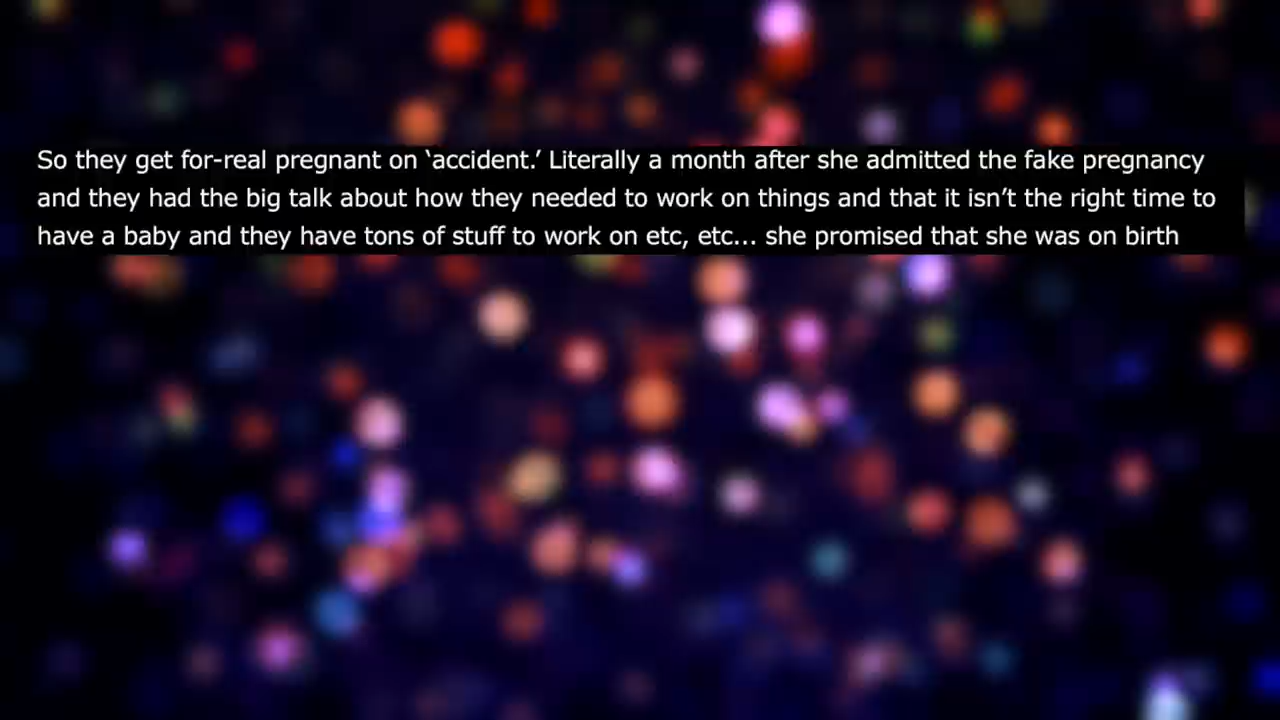 So they get for-real pregnant on ‘accident.’ Literally a month after she admitted the fake pregnancy
and they had the big talk about how they needed to work on things and that it isn’t the right time to
have a baby and they have tons of stuff to work on etc, etc... she promised that she was on birth